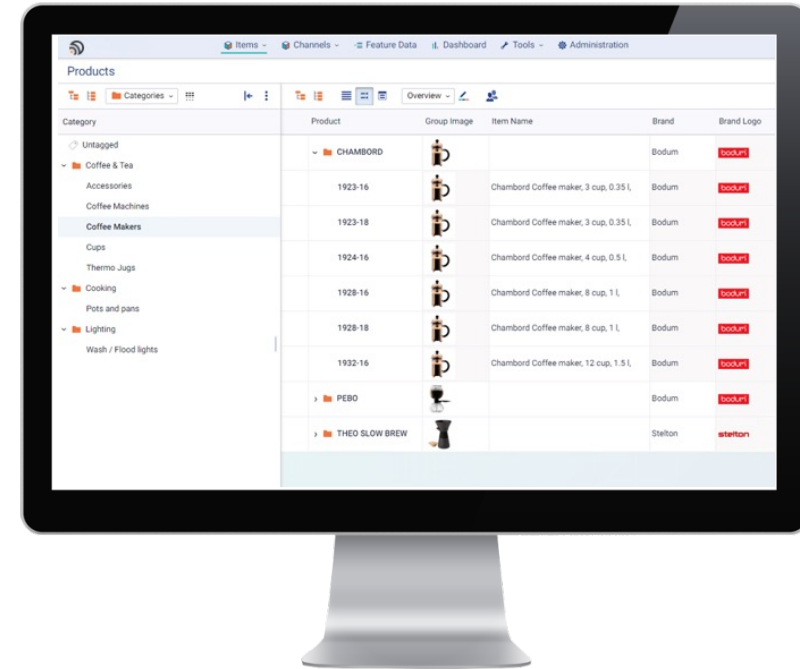 Items Channels Feature Data Dashboard Tools Administration
Products
Categories Overview
Category Product Group Image Item Name Brand Brand Logo
Untagged
CHAMBORD Bodum bodum
Coffee & Tea
Accessories
1923-16 Chambord Coffee maker, 3 cup, 0.35 l, Bodum bodum
Coffee Machines
1923-18 Chambord Coffee maker, 3 cup, 0.35 l, Bodum bodum
Coffee Makers
Cups
1924-16 Chambord Coffee maker, 4 cup, 0.5 l, Bodum bodum
Thermo Jugs
Cooking
1928-16 Chambord Coffee maker, 8 cup, 1 l, Bodum bodum
Pots and pans
Lighting
1928-18 Chambord Coffee maker, 8 cup, 1 l, Bodum bodum
Wash / Flood lights
1932-16 Chambord Coffee maker, 12 cup, 1.5 l, Bodum bodum
PEBO Bodum bodum
THEO SLOW BREW Stelton stelton